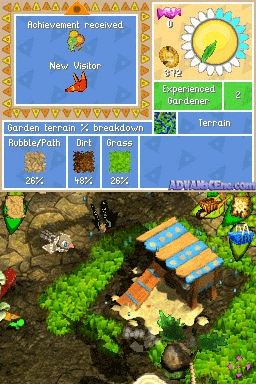 Achievement received
0
New Visitor
372
Experienced Gardener
2
Garden terrain % breakdown
Terrain
Rubble/Path
Dirt
Grass
26%
48%
26%
ADVANsCEne.com